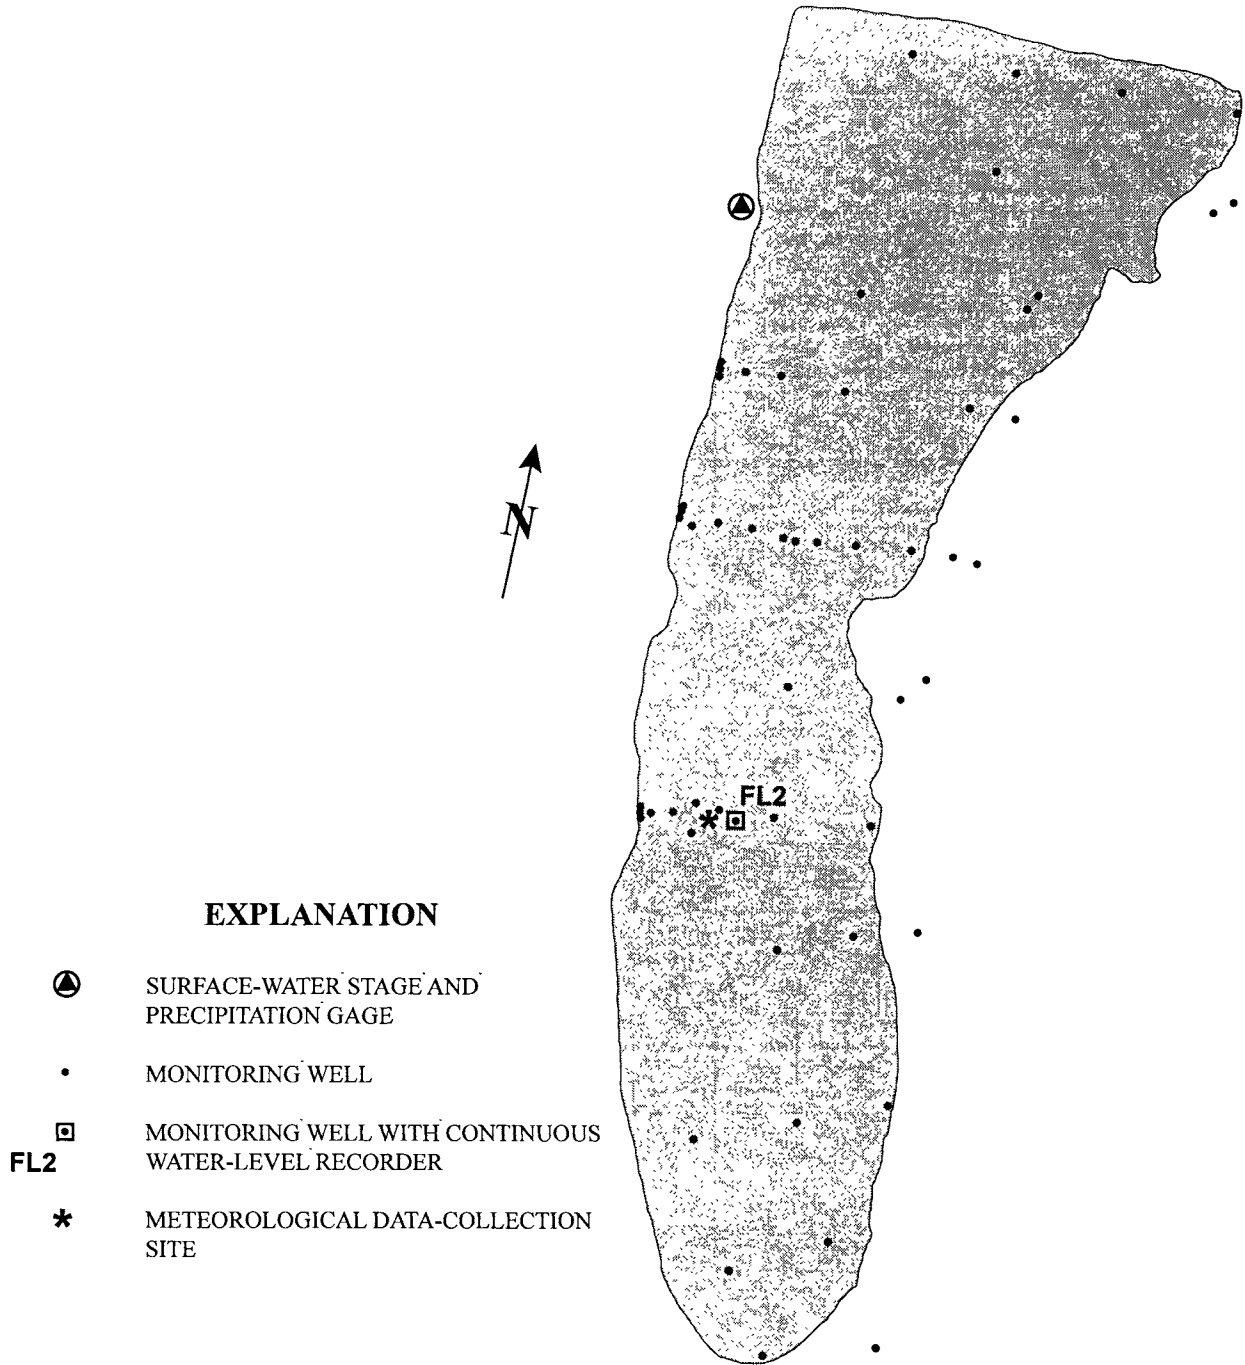 N
FL2
EXPLANATION
SURFACE-WATER STAGE AND
PRECIPITATION GAGE
MONITORING WELL
MONITORING WELL WITH CONTINUOUS
FL2 WATER-LEVEL RECORDER
METEOROLOGICAL DATA-COLLECTION
SITE